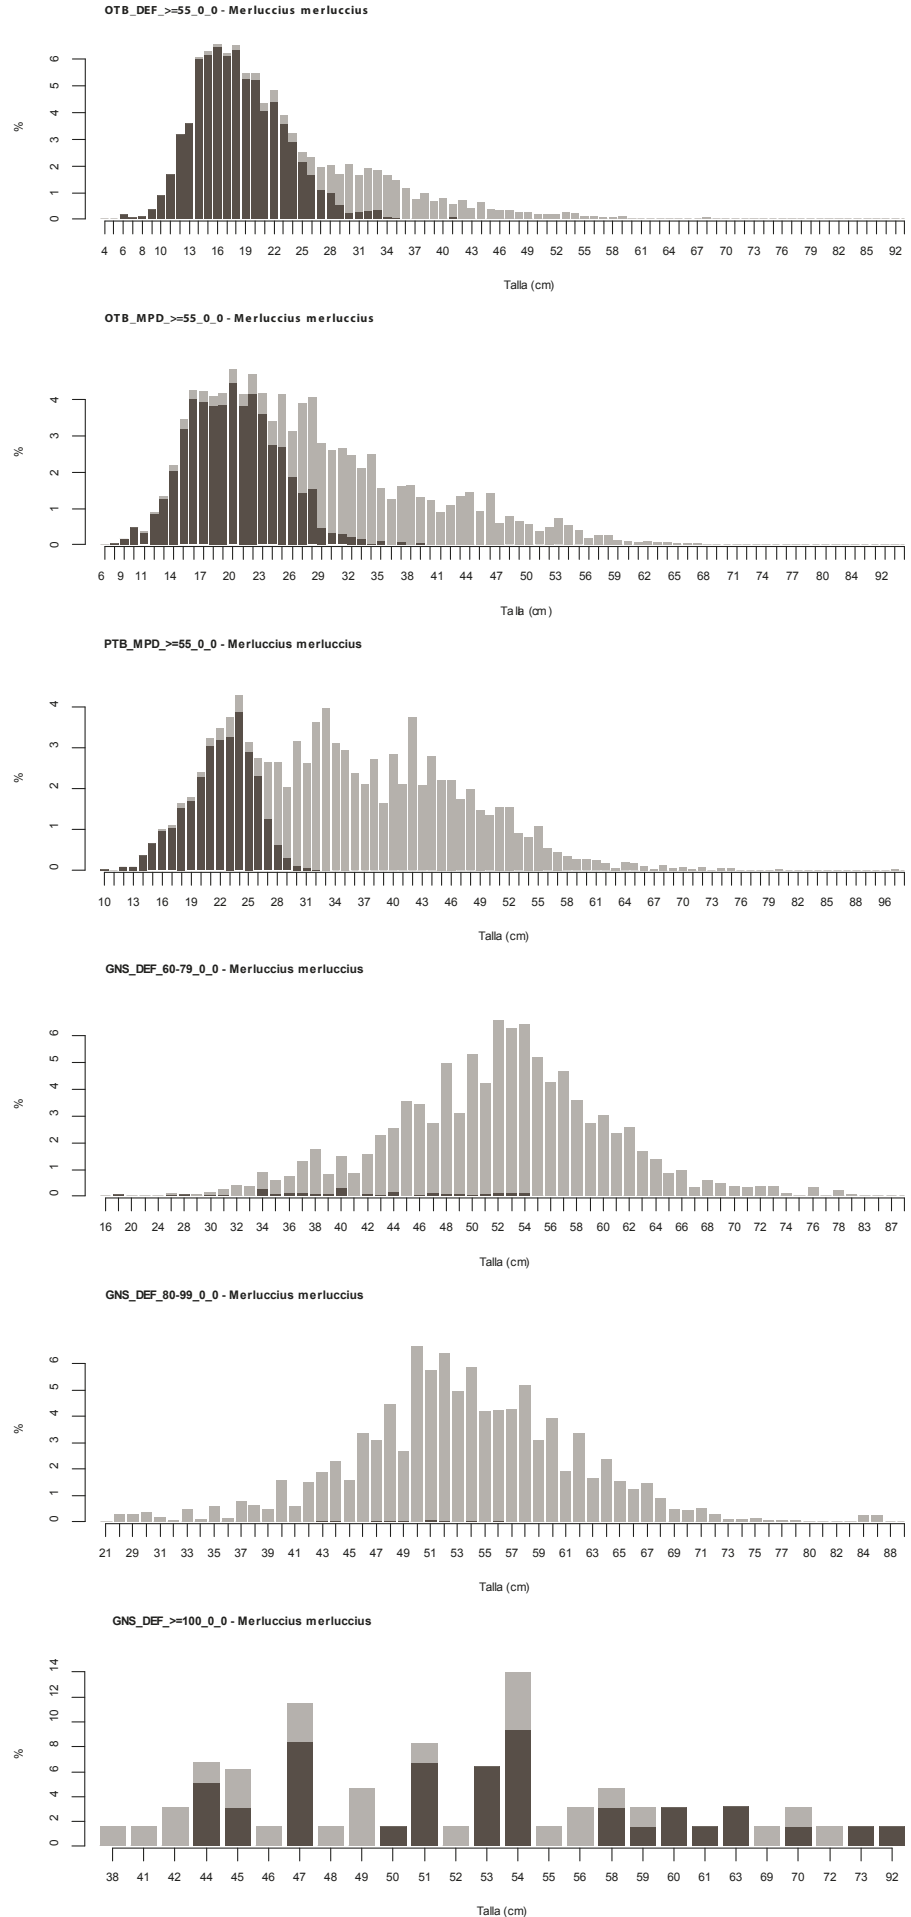 OTB_DEF_>=55_0_0 - Merluccius merluccius
6
5
4
3
2
1
0
%
4 6 8 10 13 16 19 22 25 28 31 34 37 40 43 46 49 52 55 58 61 64 67 70 73 76 79 82 85 92
Talla (cm)
OTB_MPD_>=55_0_0 - Merluccius merluccius
4
3
2
1
0
%
6 9 11 14 17 20 23 26 29 32 35 38 41 44 47 50 53 56 59 62 65 68 71 74 77 80 84 92
Talla (cm)
PTB_MPD_>=55_0_0 - Merluccius merluccius
4
3
2
1
0
%
10 13 16 19 22 25 28 31 34 37 40 43 46 49 52 55 58 61 64 67 70 73 76 79 82 85 88 96
Talla (cm)
GNS_DEF_60-79_0_0 - Merluccius merluccius
6
5
4
3
2
1
0
%
16 20 24 28 30 32 34 36 38 40 42 44 46 48 50 52 54 56 58 60 62 64 66 68 70 72 74 76 78 83 87
Talla (cm)
GNS_DEF_80-99_0_0 - Merluccius merluccius
6
5
4
3
2
1
0
%
21 29 31 33 35 37 39 41 43 45 47 49 51 53 55 57 59 61 63 65 67 69 71 73 75 77 80 82 84 88
Talla (cm)
GNS_DEF_>=100_0_0 - Merluccius merluccius
14
12
10
8
6
4
2
0
%
38 41 42 44 45 46 47 48 49 50 51 52 53 54 55 56 58 59 60 61 63 69 70 72 73 92
Talla (cm)